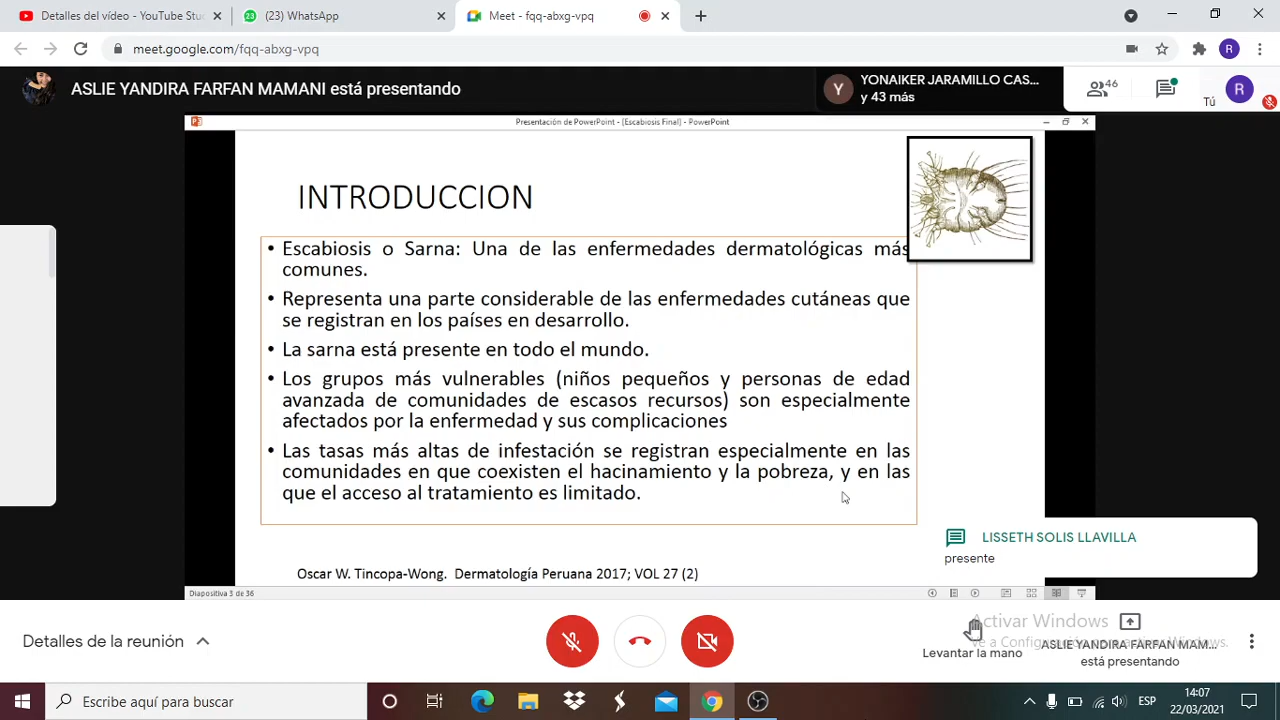 Detalles del vídeo - YouTube Stu
(23) WhatsApp
Meet - fqq-abxg-vpq
meet.google.com/fqq-abxg-vpq
R
ASLIE YANDIRA FARFAN MAMANI está presentando
Y
YONAIKER JARAMILLO CAS...
y 43 más
46
Tú
R
Presentación de PowerPoint - (Escabiosis Final) - PowerPoint
INTRODUCCION
• Escabiosis o Sarna: Una de las enfermedades dermatológicas más
comunes.
• Representa una parte considerable de las enfermedades cutáneas que
se registran en los países en desarrollo.
• La sarna está presente en todo el mundo.
• Los grupos más vulnerables (niños pequeños y personas de edad
avanzada de comunidades de escasos recursos) son especialmente
afectados por la enfermedad y sus complicaciones
• Las tasas más altas de infestación se registran especialmente en las
comunidades en que coexisten el hacinamiento y la pobreza, y en las
que el acceso al tratamiento es limitado.
Oscar W. Tincopa-Wong. Dermatología Peruana 2017; VOL 27 (2)
LISSETH SOLIS LLAVILLA
presente
Diapositiva 3 de 36
Detalles de la reunión
Activar Windows
Ve a Configuración para activar Windows.
Levantar la mano
ASLIE YANDIRA FARFAN MAM...
está presentando
Escribe aquí para buscar
ESP
14:07
22/03/2021